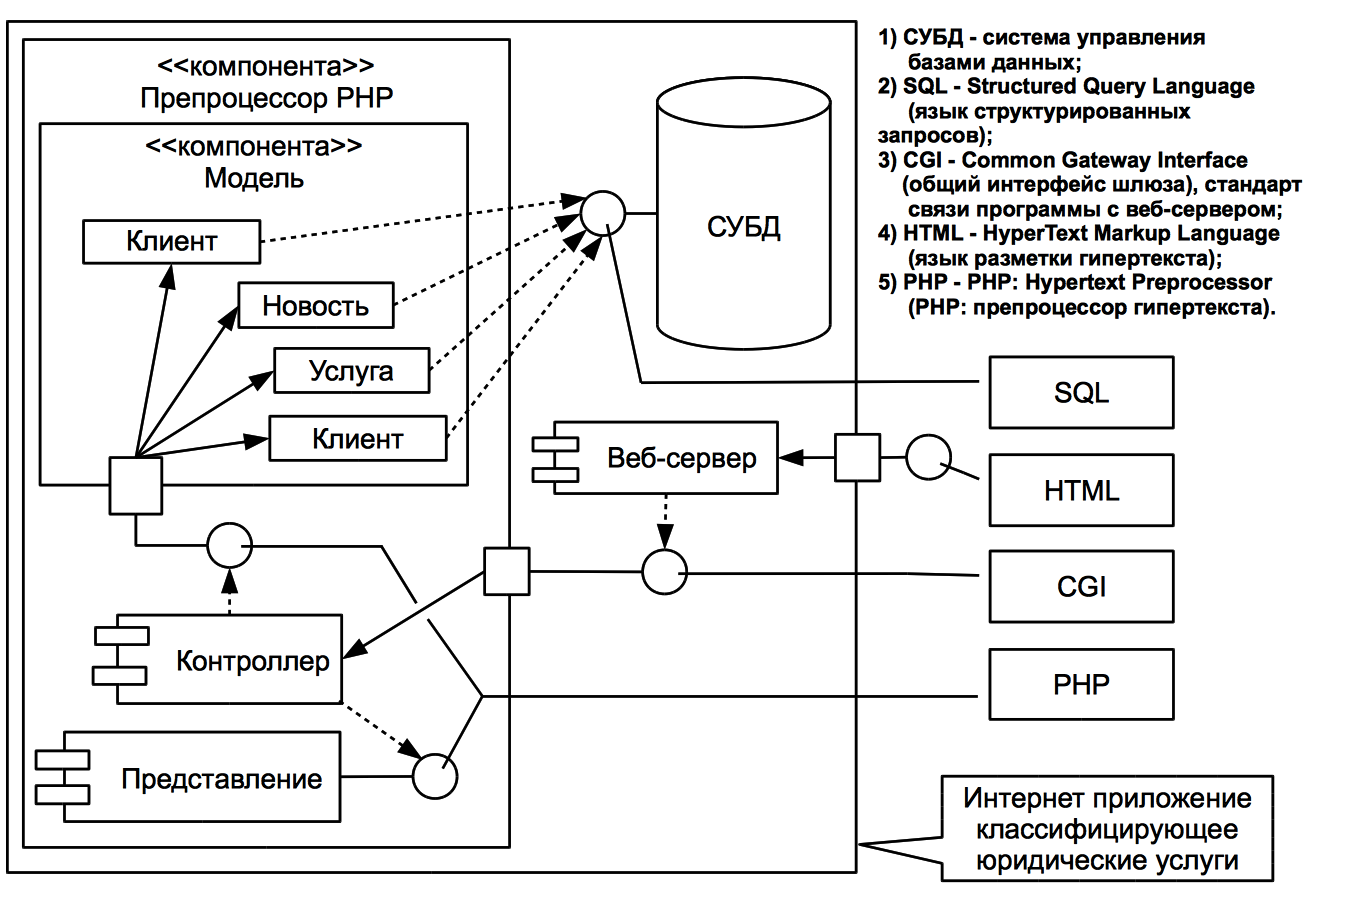 <<компонента>>
Препроцессор PHP
<<компонента>>
Модель
Клиент
Новость
Услуга
Клиент
Контроллер
Представление
СУБД
Веб-сервер
1) СУБД - система управления
базами данных;
2) SQL - Structured Query Language
(язык структурированных
запросов);
3) CGI - Common Gateway Interface
(общий интерфейс шлюза), стандарт
связи программы с веб-сервером;
4) HTML - HyperText Markup Language
(язык разметки гипертекста);
5) PHP - PHP: Hypertext Preprocessor
(PHP: препроцессор гипертекста).
SQL
HTML
CGI
PHP
Интернет приложение
классифицирующее
юридические услуги